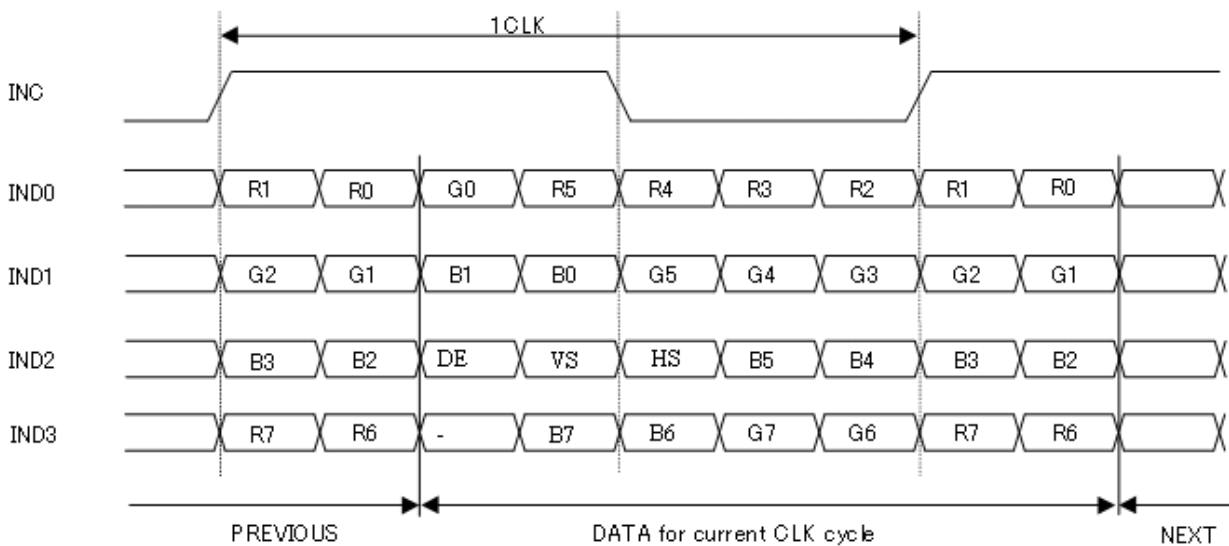 1CLK
INC
IND0 R1 R0 G0 R5 R4 R3 R2 R1 R0
IND1 G2 G1 B1 B0 G5 G4 G3 G2 G1
IND2 B3 B2 DE VS HS B5 B4 B3 B2
IND3 R7 R6 - B7 B6 G7 G6 R7 R6
PREVIOUS DATA for current CLK cycle NEXT